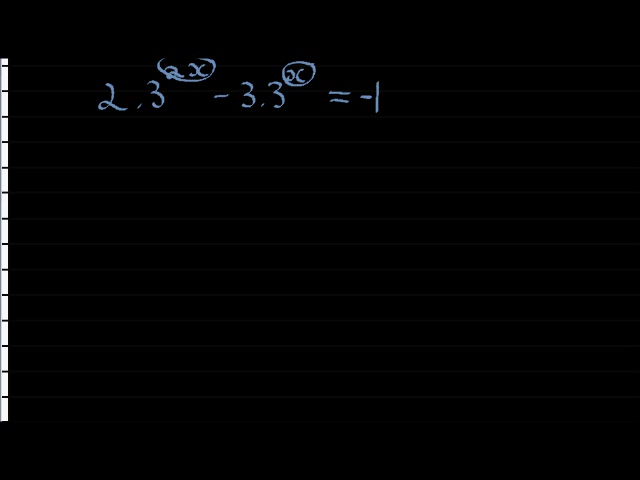 2 . 3^{2x} - 3 . 3^{x} = -1